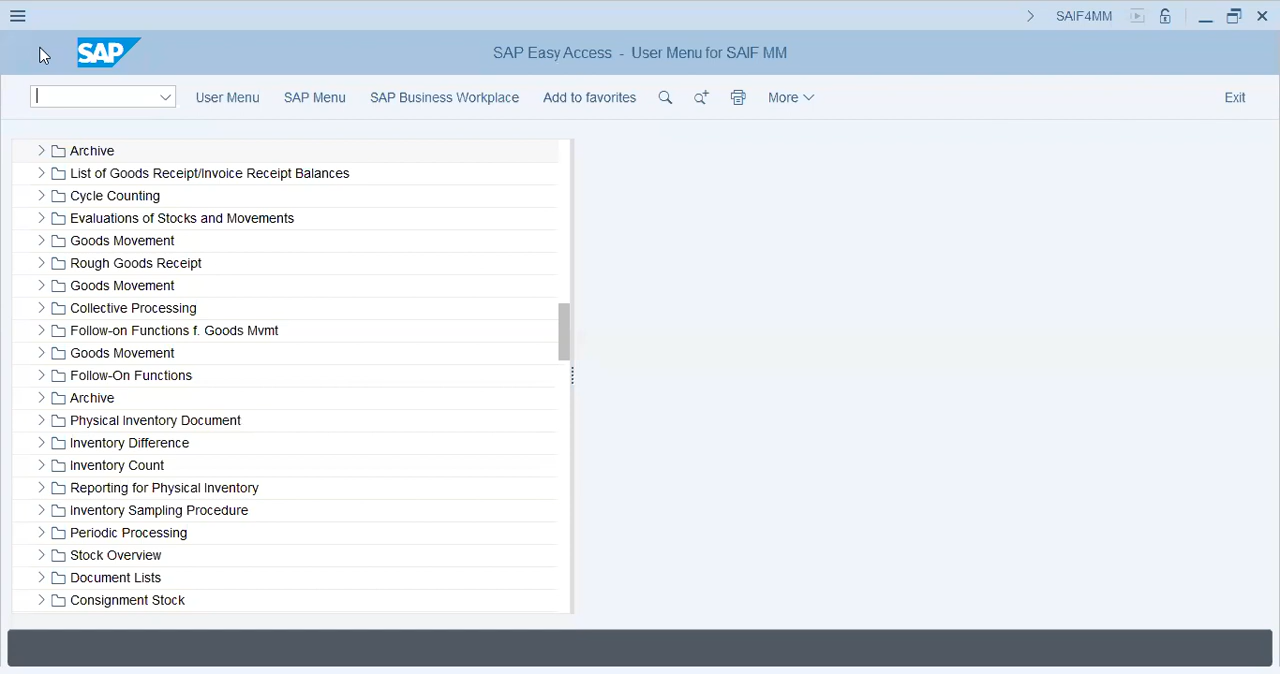 SAIF4MM
SAP
SAP Easy Access - User Menu for SAIF MM
User Menu
SAP Menu
SAP Business Workplace
Add to favorites
More
Exit
Archive
List of Goods Receipt/Invoice Receipt Balances
Cycle Counting
Evaluations of Stocks and Movements
Goods Movement
Rough Goods Receipt
Goods Movement
Collective Processing
Follow-on Functions f. Goods Mvmt
Goods Movement
Follow-On Functions
Archive
Physical Inventory Document
Inventory Difference
Inventory Count
Reporting for Physical Inventory
Inventory Sampling Procedure
Periodic Processing
Stock Overview
Document Lists
Consignment Stock